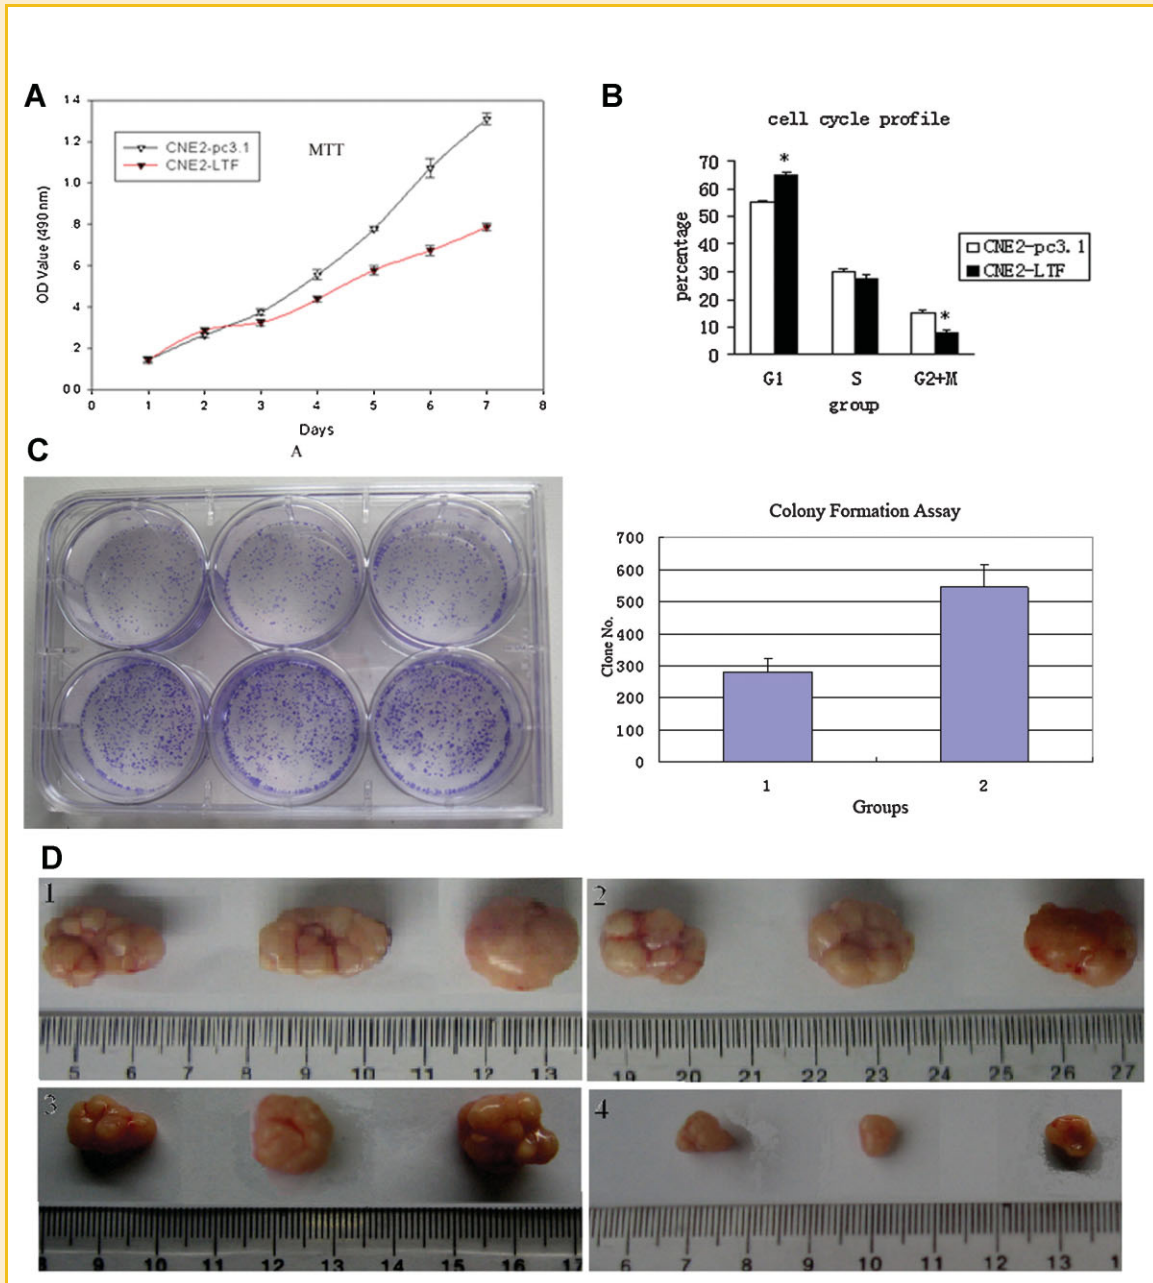 A
14
12
10
8
6
4
2
00
OD Value (490 nm)
CNE2-pc3.1
CNE2-LTF
MTT
0 1 2 3 4 5 6 7 8
Days
A
B
cell cycle profile
70
60
50
40
30
20
10
0
percentage
*
*
CNE2-pc3.1
CNE2-LTF
G1 S G2+M
group
C
Colony Formation Assay
700
600
500
400
300
200
100
0
Clone No.
1 2
Groups
D
1
5 6 7 8 9 10 11 12 13
2
19 20 21 22 23 24 25 26 27
3
8 9 10 11 12 13 14 15 16 17
4
6 7 8 9 10 11 12 13 1